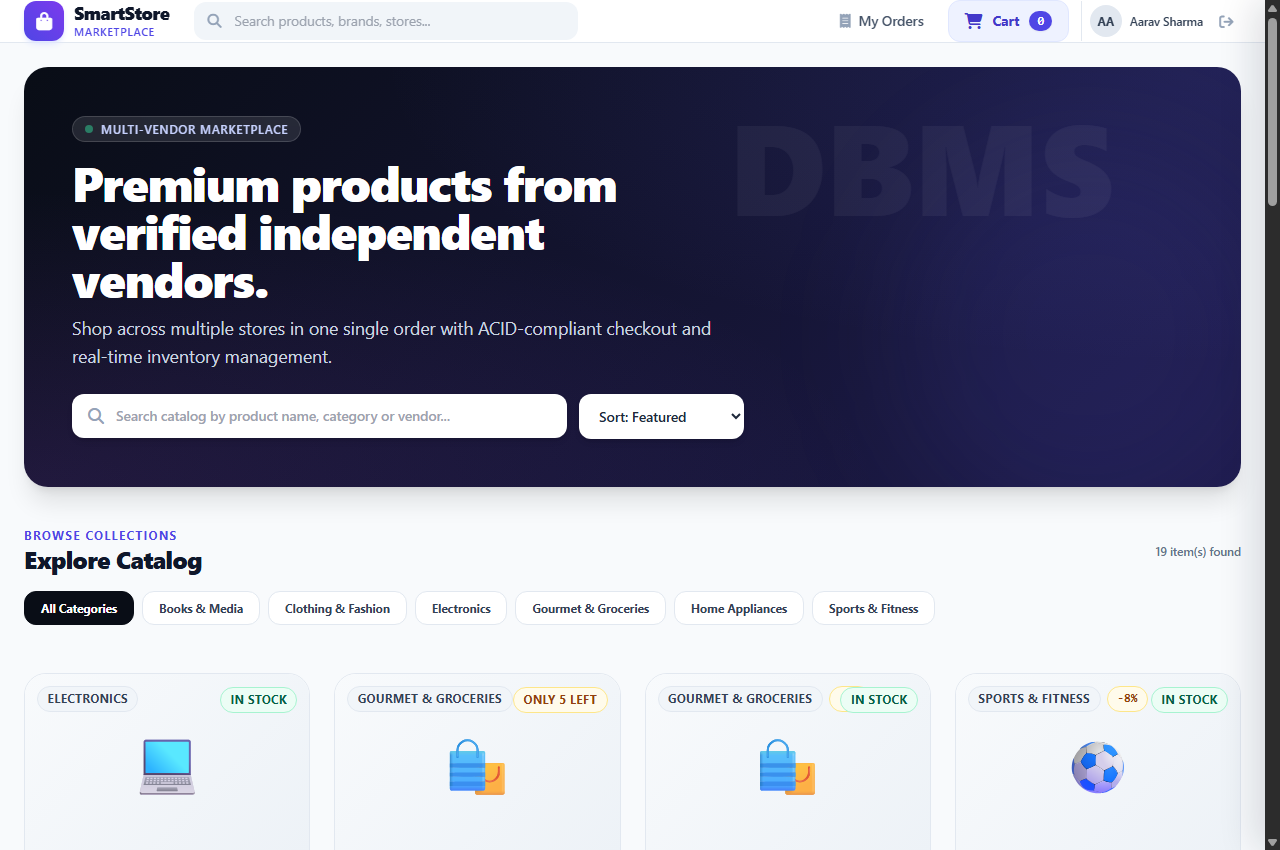 SmartStore
MARKETPLACE
Search products, brands, stores...
My Orders
Cart 0
AA Aarav Sharma
MULTI-VENDOR MARKETPLACE
DBMS
Premium products from
verified independent
vendors.
Shop across multiple stores in one single order with ACID-compliant checkout and
real-time inventory management.
Search catalog by product name, category or vendor...
Sort: Featured
BROWSE COLLECTIONS
Explore Catalog
19 item(s) found
All Categories Books & Media Clothing & Fashion Electronics Gourmet & Groceries Home Appliances Sports & Fitness
ELECTRONICS IN STOCK
GOURMET & GROCERIES ONLY 5 LEFT
GOURMET & GROCERIES IN STOCK
SPORTS & FITNESS -8% IN STOCK